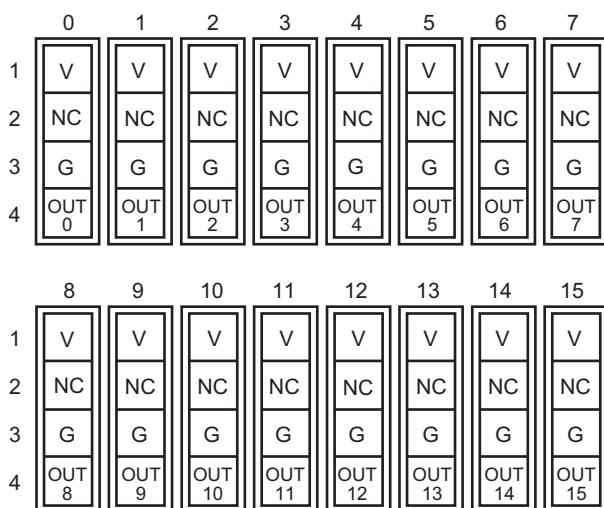 0 1 2 3 4 5 6 7
1 V V V V V V V V
2 NC NC NC NC NC NC NC NC
3 G G G G G G G G
4 OUT 0 OUT 1 OUT 2 OUT 3 OUT 4 OUT 5 OUT 6 OUT 7
8 9 10 11 12 13 14 15
1 V V V V V V V V
2 NC NC NC NC NC NC NC NC
3 G G G G G G G G
4 OUT 8 OUT 9 OUT 10 OUT 11 OUT 12 OUT 13 OUT 14 OUT 15